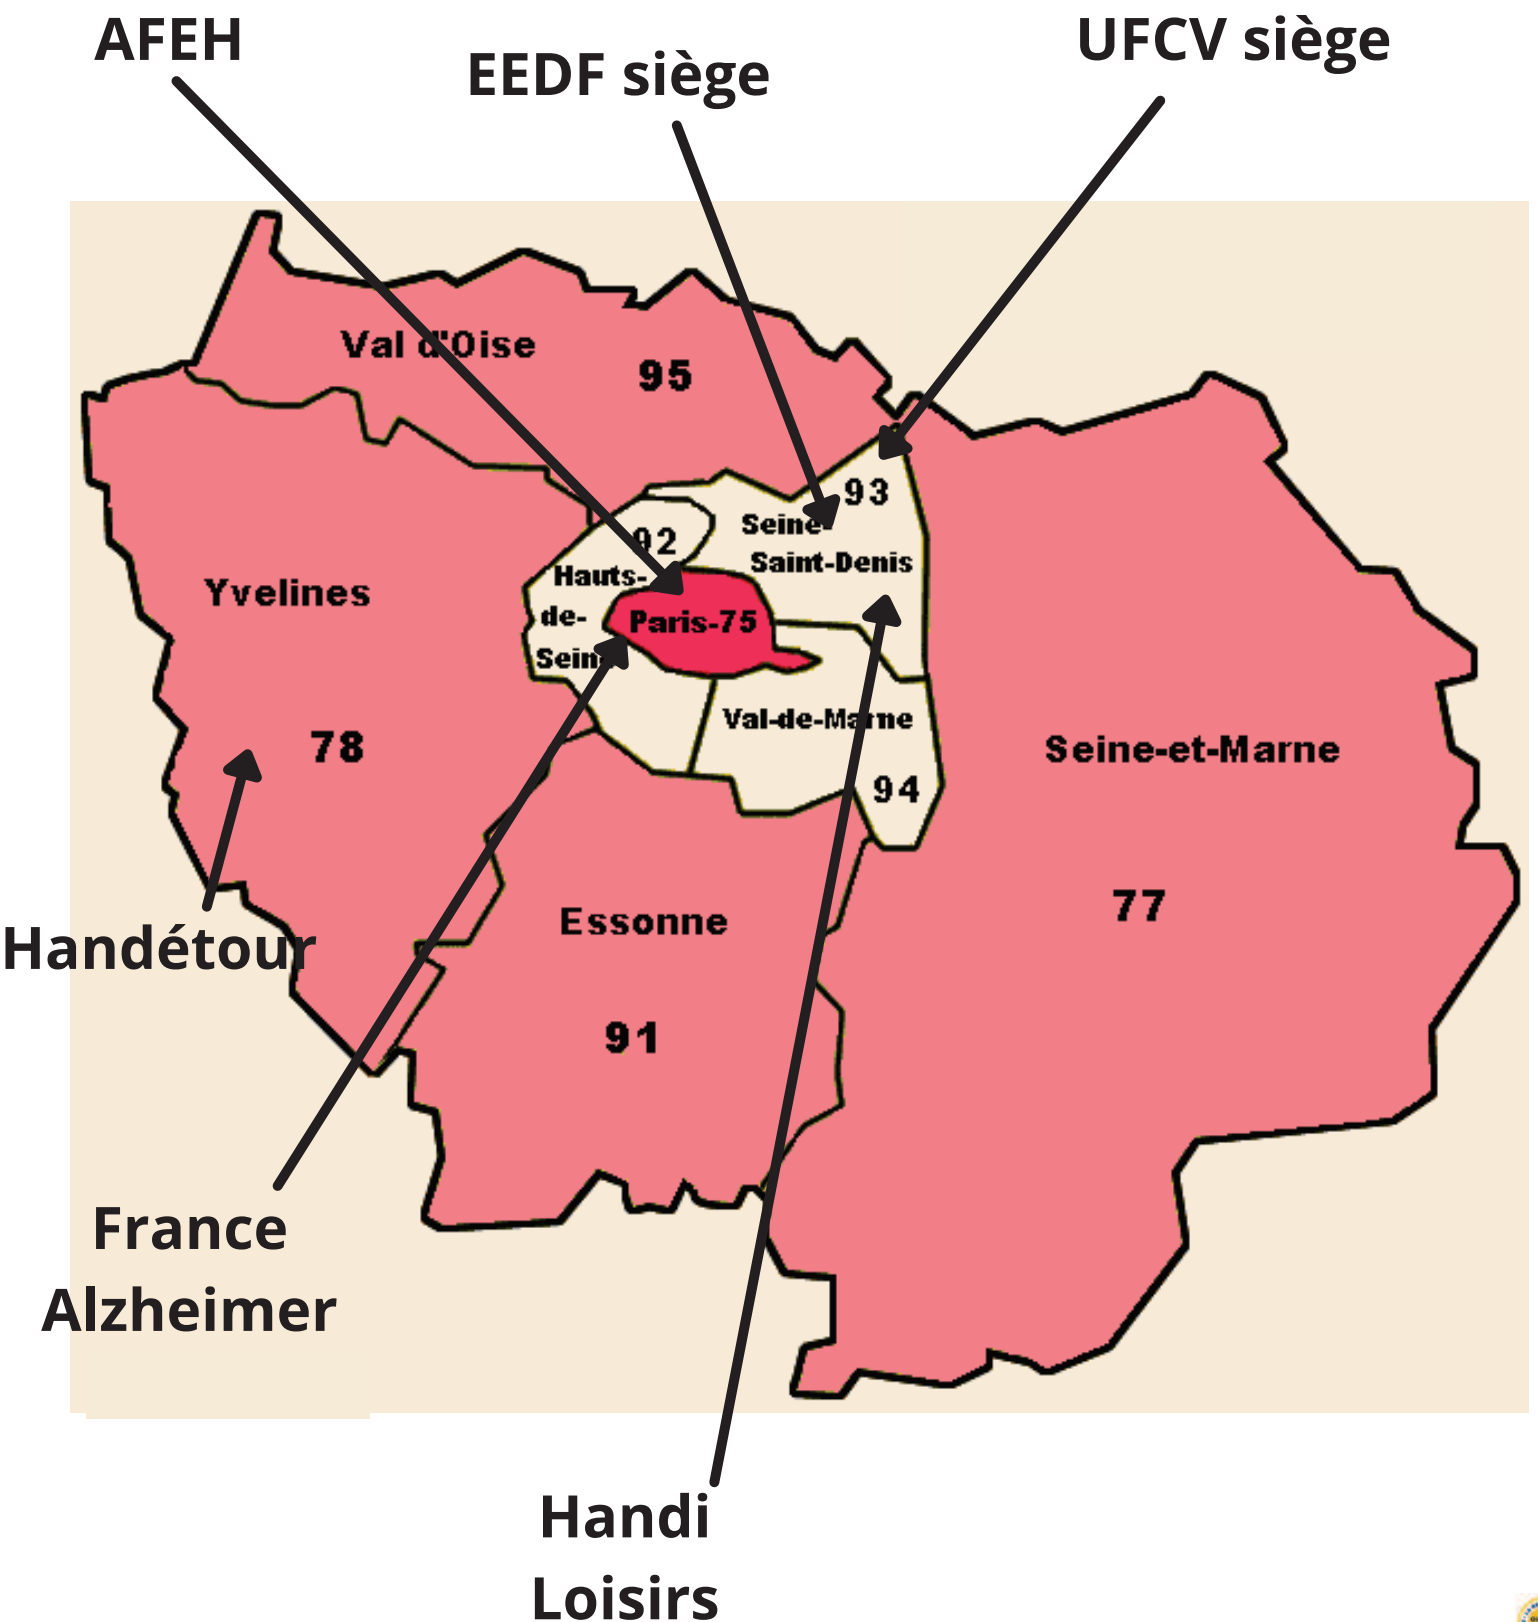 AFEH
EEDF siège
UFCV siège
Val d'Oise
95
93
Seine-
Saint-Denis
92
Hauts-
de-
Seine
Paris-75
Yvelines
78
Val-de-Marne
94
Seine-et-Marne
77
Handétour
Essonne
91
France
Alzheimer
Handi
Loisirs